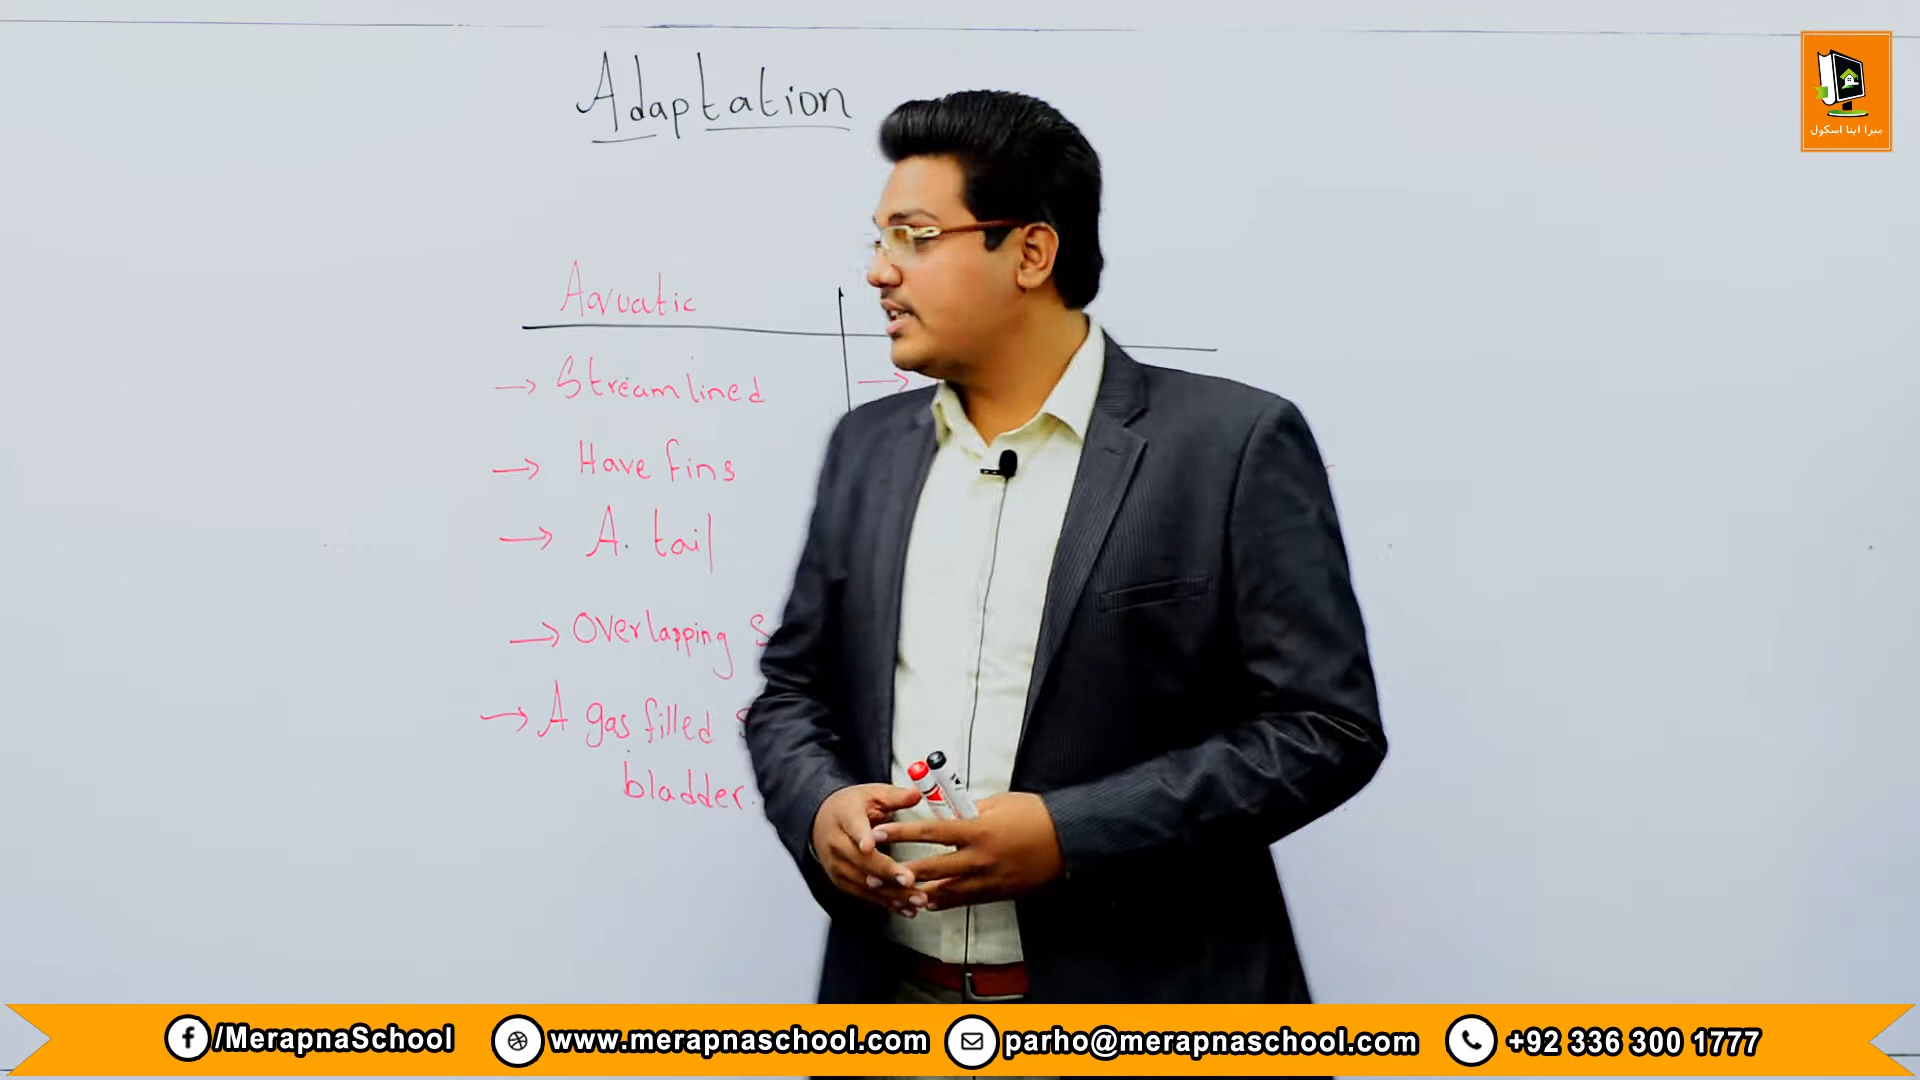 Adaptation
میرا اپنا اسکول
Aquatic
→ Streamlined
→
→ Have fins
→ A. tail
→ Overlapping
→ A gas filled
bladder.
/MerapnaSchool
www.merapnaschool.com
parho@merapnaschool.com
+92 336 300 1777